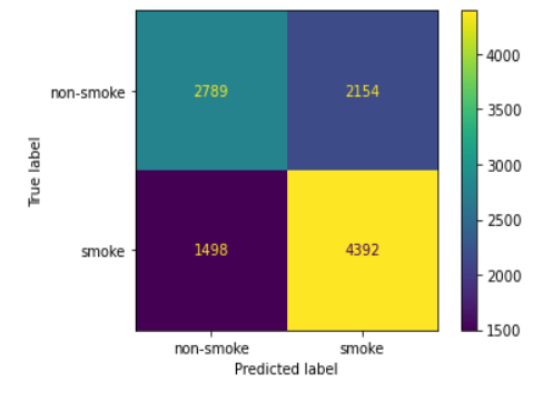 True label
non-smoke
2789 2154
smoke
1498 4392
non-smoke smoke
Predicted label
4000
3500
3000
2500
2000
1500